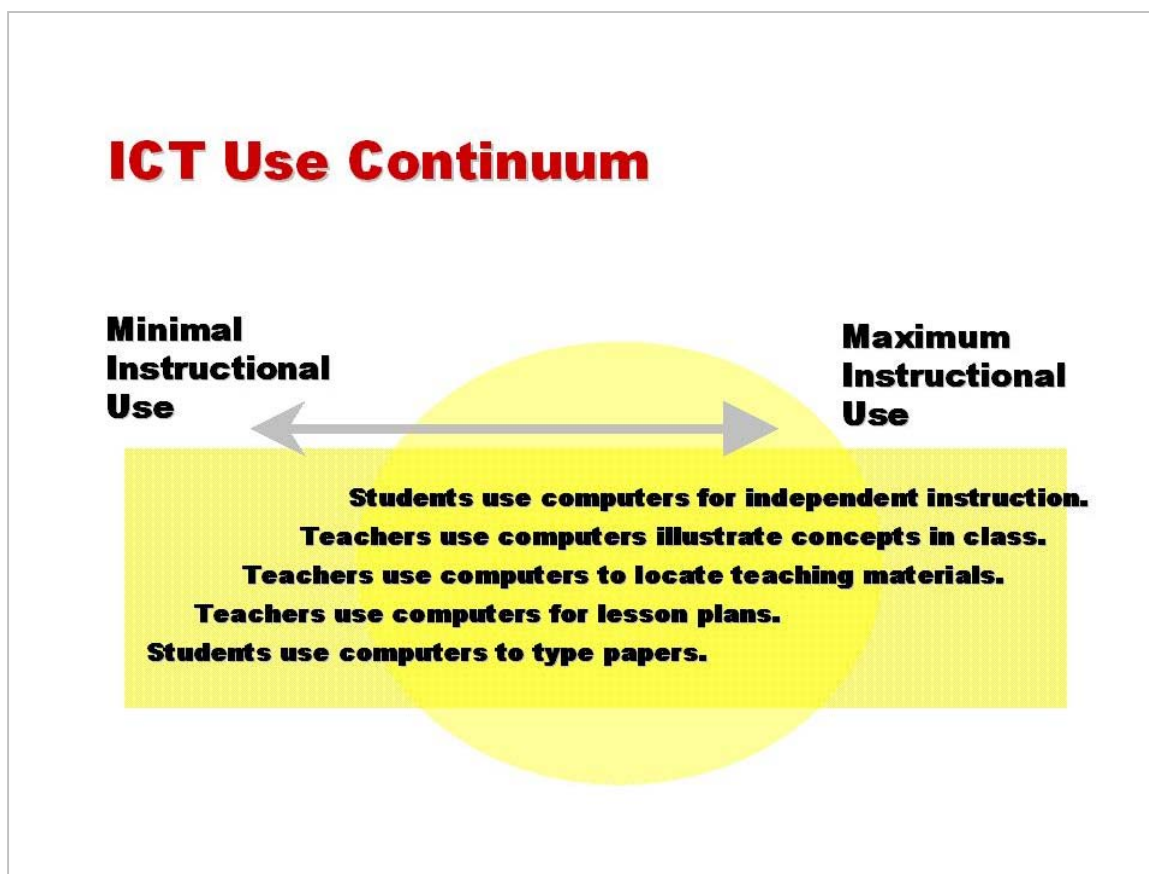 ICT Use Continuum
Minimal
Instructional
Use
Maximum
Instructional
Use
Students use computers for independent instruction.
Teachers use computers illustrate concepts in class.
Teachers use computers to locate teaching materials.
Teachers use computers for lesson plans.
Students use computers to type papers.